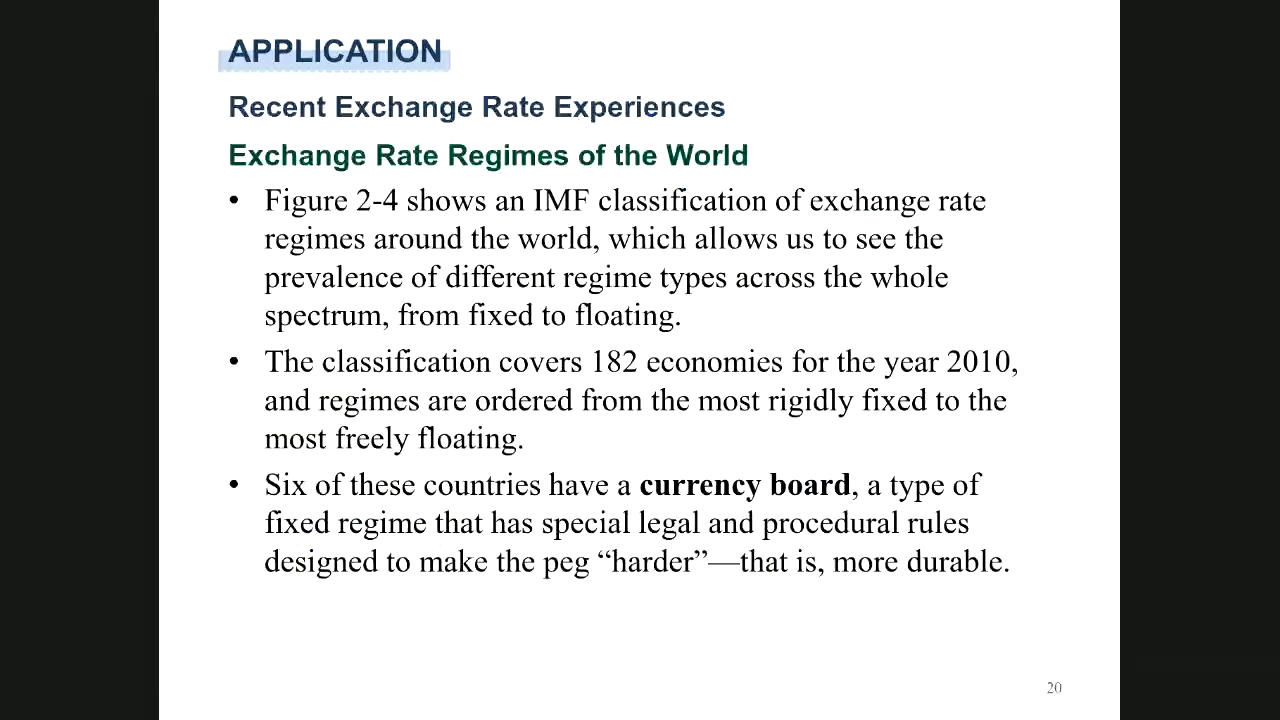 APPLICATION
Recent Exchange Rate Experiences
Exchange Rate Regimes of the World
• Figure 2-4 shows an IMF classification of exchange rate
regimes around the world, which allows us to see the
prevalence of different regime types across the whole
spectrum, from fixed to floating.
• The classification covers 182 economies for the year 2010,
and regimes are ordered from the most rigidly fixed to the
most freely floating.
• Six of these countries have a currency board, a type of
fixed regime that has special legal and procedural rules
designed to make the peg “harder”—that is, more durable.
20